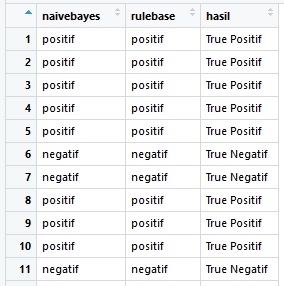 naivebayes rulebase hasil
1 positif positif True Positif
2 positif positif True Positif
3 positif positif True Positif
4 positif positif True Positif
5 positif positif True Positif
6 negatif negatif True Negatif
7 negatif negatif True Negatif
8 positif positif True Positif
9 positif positif True Positif
10 positif positif True Positif
11 negatif negatif True Negatif